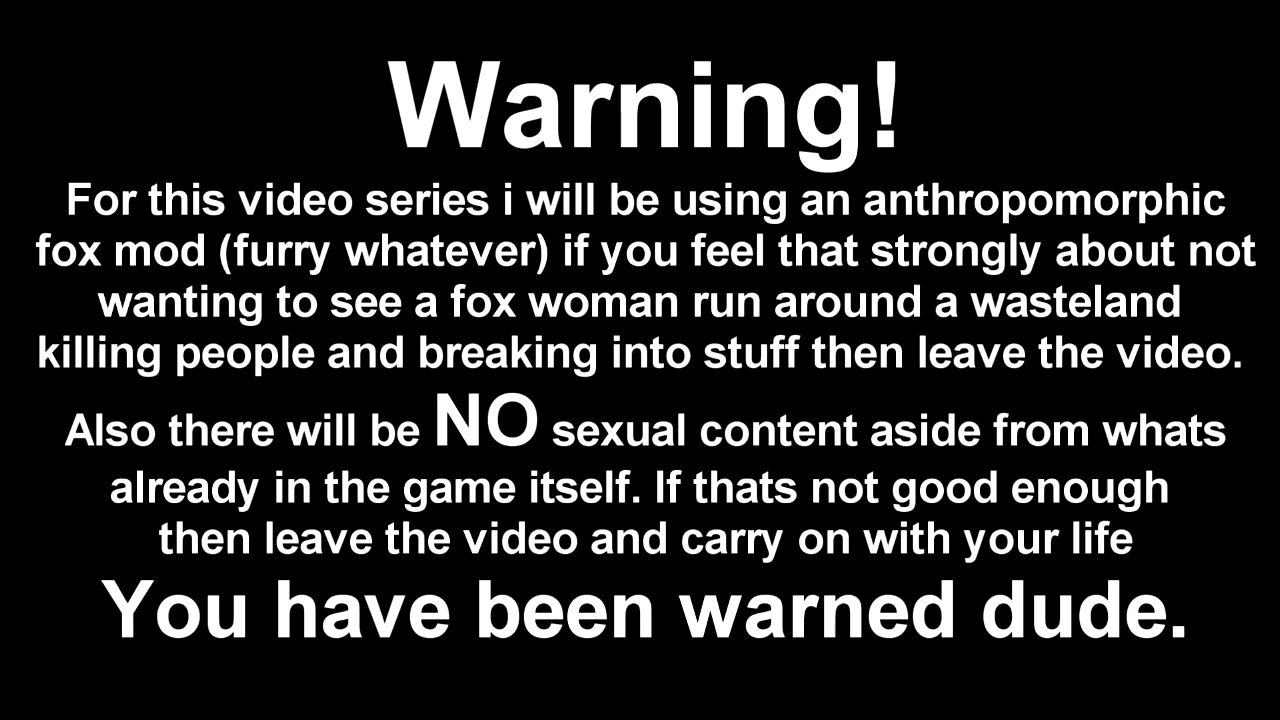 Warning!
For this video series i will be using an anthropomorphic
fox mod (furry whatever) if you feel that strongly about not
wanting to see a fox woman run around a wasteland
killing people and breaking into stuff then leave the video.
Also there will be NO sexual content aside from whats
already in the game itself. If thats not good enough
then leave the video and carry on with your life
You have been warned dude.